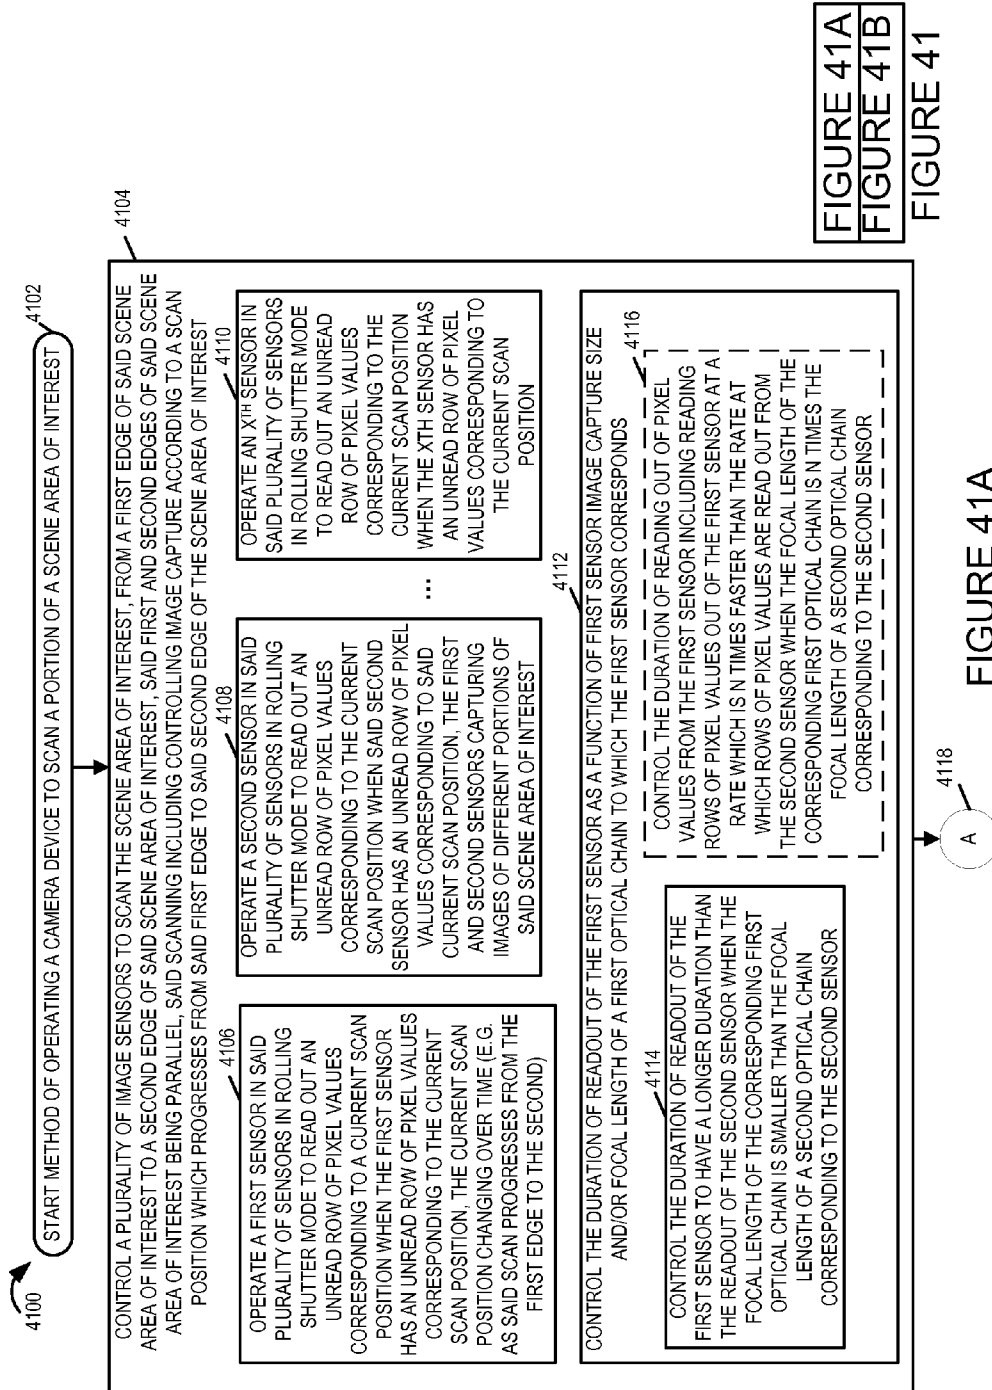 4100
START METHOD OF OPERATING A CAMERA DEVICE TO SCAN A PORTION OF A SCENE AREA OF INTEREST
4102
4104
CONTROL A PLURALITY OF IMAGE SENSORS TO SCAN THE SCENE AREA OF INTEREST, FROM A FIRST EDGE OF SAID SCENE
AREA OF INTEREST TO A SECOND EDGE OF SAID SCENE AREA OF INTEREST, SAID FIRST AND SECOND EDGES OF SAID SCENE
AREA OF INTEREST BEING PARALLEL, SAID SCANNING INCLUDING CONTROLLING IMAGE CAPTURE ACCORDING TO A SCAN
POSITION WHICH PROGRESSES FROM SAID FIRST EDGE TO SAID SECOND EDGE OF THE SCENE AREA OF INTEREST
4106
OPERATE A FIRST SENSOR IN SAID
PLURALITY OF SENSORS IN ROLLING
SHUTTER MODE TO READ OUT AN
UNREAD ROW OF PIXEL VALUES
CORRESPONDING TO A CURRENT SCAN
POSITION WHEN THE FIRST SENSOR
HAS AN UNREAD ROW OF PIXEL VALUES
CORRESPONDING TO THE CURRENT
SCAN POSITION, THE CURRENT SCAN
POSITION CHANGING OVER TIME (E.G.
AS SAID SCAN PROGRESSES FROM THE
FIRST EDGE TO THE SECOND)
4108
OPERATE A SECOND SENSOR IN SAID
PLURALITY OF SENSORS IN ROLLING
SHUTTER MODE TO READ OUT AN
UNREAD ROW OF PIXEL VALUES
CORRESPONDING TO THE CURRENT
SCAN POSITION WHEN SAID SECOND
SENSOR HAS AN UNREAD ROW OF PIXEL
VALUES CORRESPONDING TO SAID
CURRENT SCAN POSITION, THE FIRST
AND SECOND SENSORS CAPTURING
IMAGES OF DIFFERENT PORTIONS OF
SAID SCENE AREA OF INTEREST
...
4110
OPERATE AN XTH SENSOR IN
SAID PLURALITY OF SENSORS
IN ROLLING SHUTTER MODE
TO READ OUT AN UNREAD
ROW OF PIXEL VALUES
CORRESPONDING TO THE
CURRENT SCAN POSITION
WHEN THE XTH SENSOR HAS
AN UNREAD ROW OF PIXEL
VALUES CORRESPONDING TO
THE CURRENT SCAN
POSITION
4112
CONTROL THE DURATION OF READOUT OF THE FIRST SENSOR AS A FUNCTION OF FIRST SENSOR IMAGE CAPTURE SIZE
AND/OR FOCAL LENGTH OF A FIRST OPTICAL CHAIN TO WHICH THE FIRST SENSOR CORRESPONDS
4114
CONTROL THE DURATION OF READOUT OF THE
FIRST SENSOR TO HAVE A LONGER DURATION THAN
THE READOUT OF THE SECOND SENSOR WHEN THE
FOCAL LENGTH OF THE CORRESPONDING FIRST
OPTICAL CHAIN IS SMALLER THAN THE FOCAL
LENGTH OF A SECOND OPTICAL CHAIN
CORRESPONDING TO THE SECOND SENSOR
4116
CONTROL THE DURATION OF READING OUT OF PIXEL
VALUES FROM THE FIRST SENSOR INCLUDING READING
ROWS OF PIXEL VALUES OUT OF THE FIRST SENSOR AT A
RATE WHICH IS N TIMES FASTER THAN THE RATE AT
WHICH ROWS OF PIXEL VALUES ARE READ OUT FROM
THE SECOND SENSOR WHEN THE FOCAL LENGTH OF THE
CORRESPONDING FIRST OPTICAL CHAIN IS N TIMES THE
FOCAL LENGTH OF A SECOND OPTICAL CHAIN
CORRESPONDING TO THE SECOND SENSOR
4118
A
FIGURE 41A
FIGURE 41A
FIGURE 41B
FIGURE 41